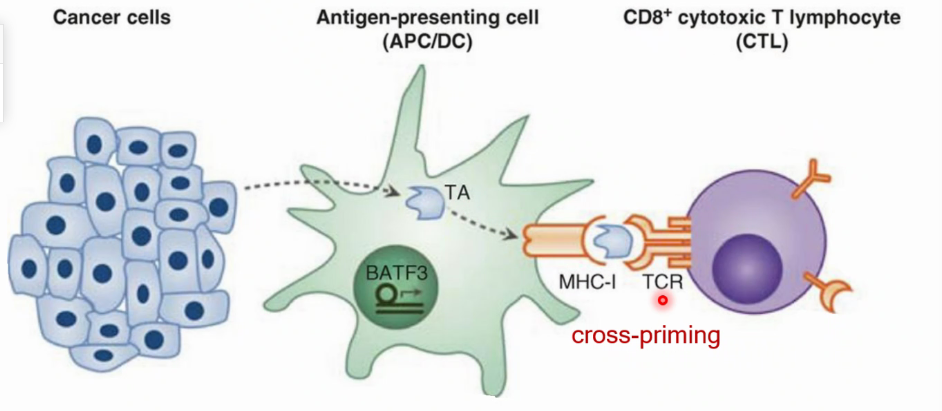 Cancer cells
Antigen-presenting cell
(APC/DC)
CD8⁺ cytotoxic T lymphocyte
(CTL)
TA
BATF3
MHC-I
TCR
cross-priming